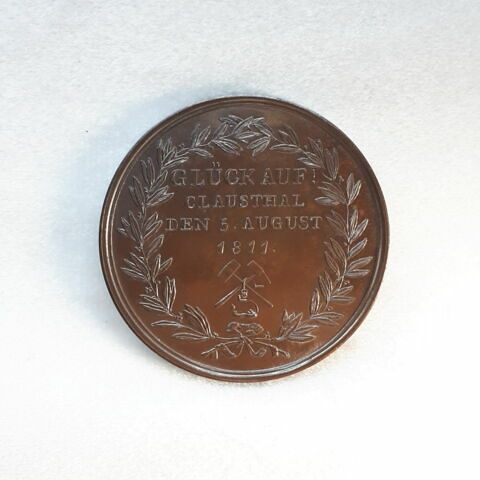 GLÜCK AUF!
CLAUSTHAL
DEN 5. AUGUST
1811.